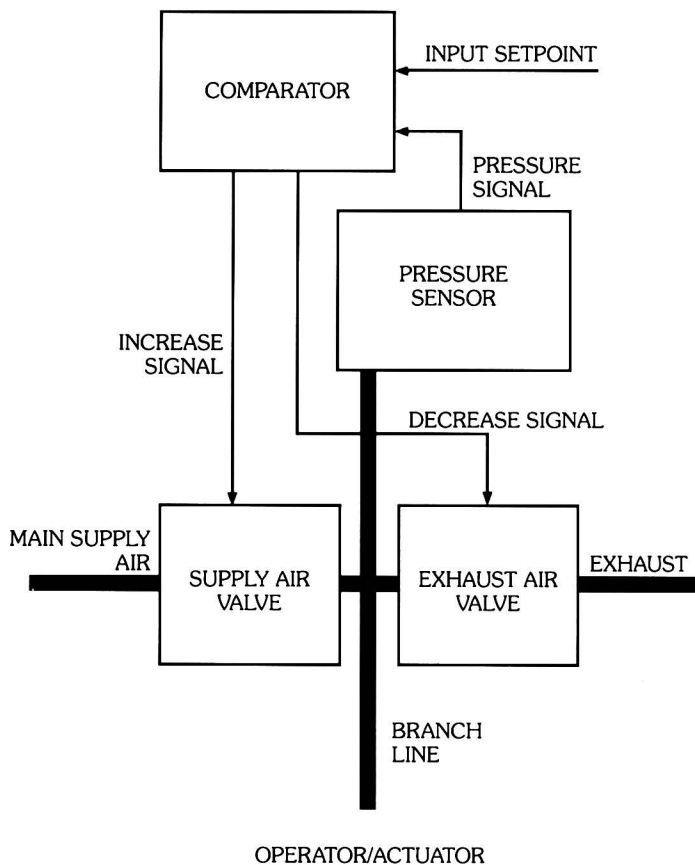 INPUT SETPOINT
COMPARATOR
PRESSURE
SIGNAL
PRESSURE
SENSOR
INCREASE
SIGNAL
DECREASE SIGNAL
MAIN SUPPLY
AIR
SUPPLY AIR
VALVE
EXHAUST AIR
VALVE
EXHAUST
BRANCH
LINE
OPERATOR/ACTUATOR